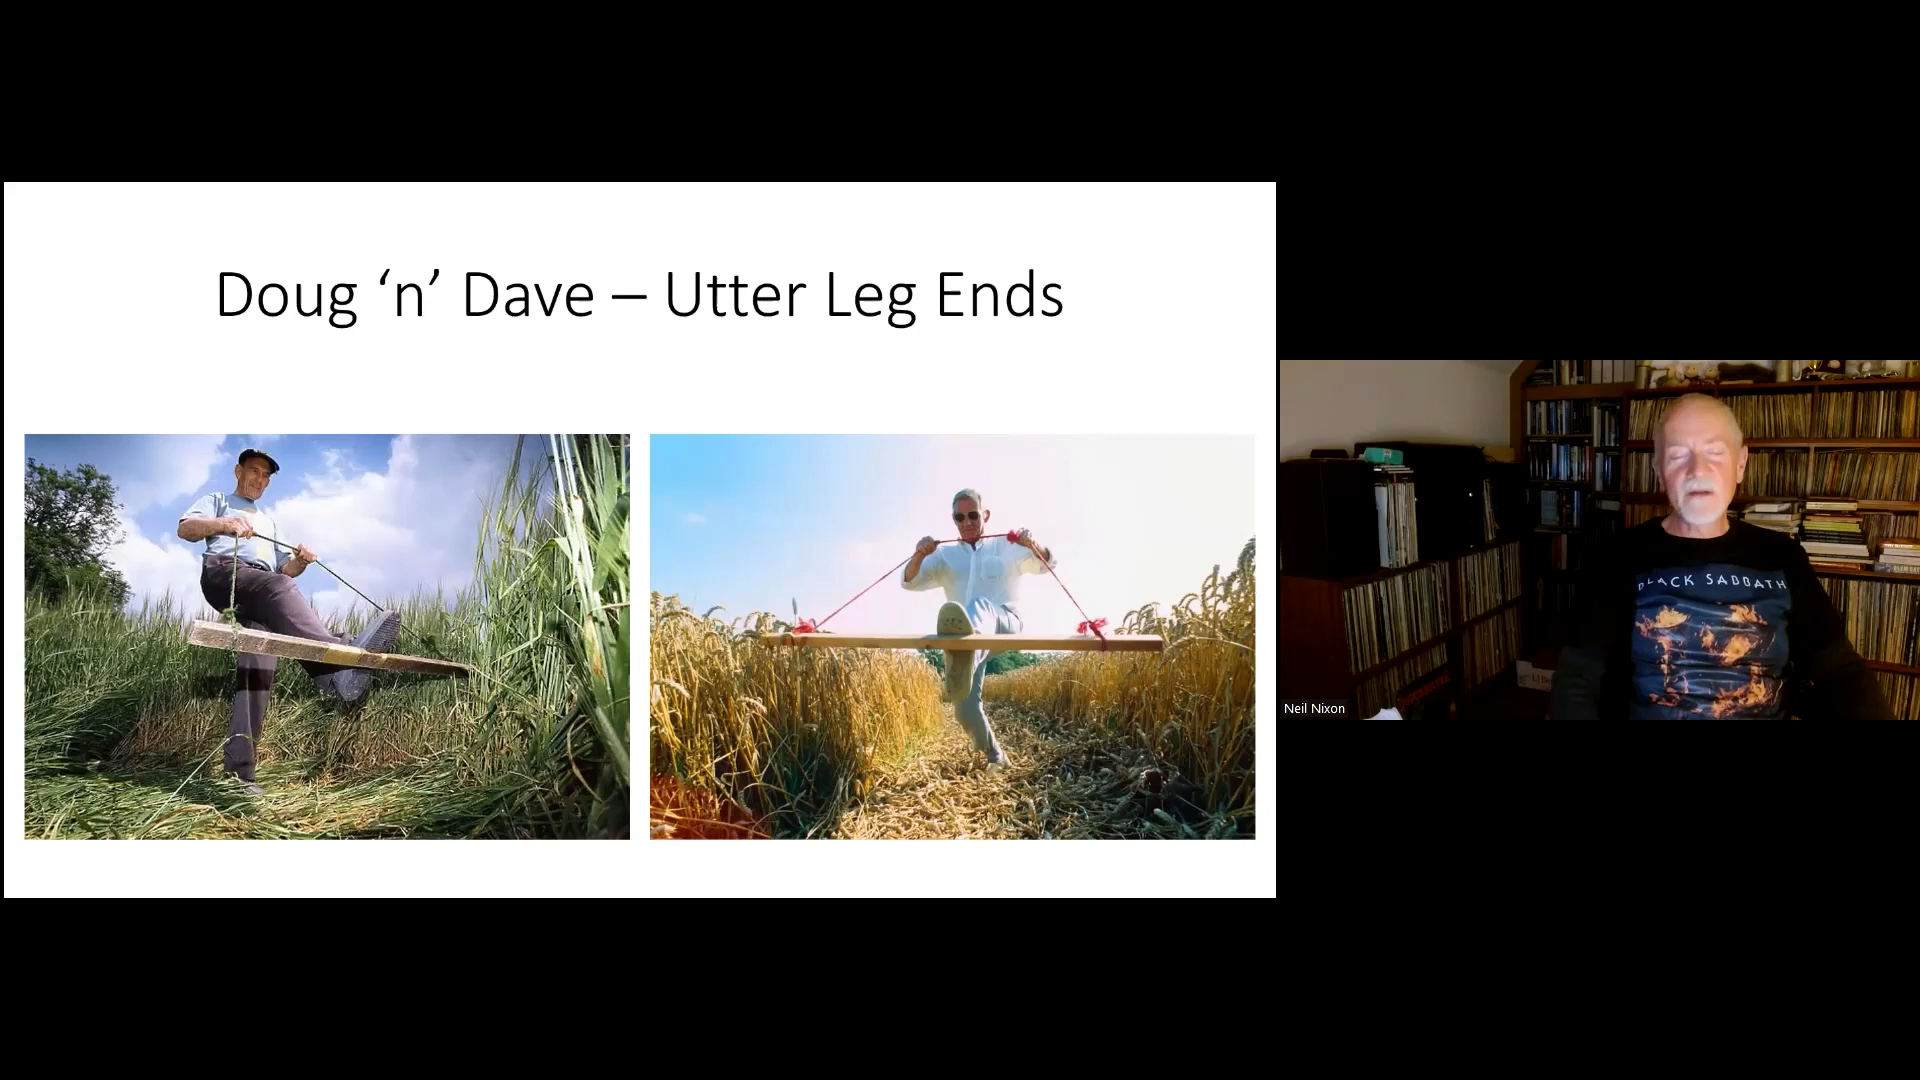 Doug ‘n’ Dave – Utter Leg Ends
BLACK SABBATH
Neil Nixon